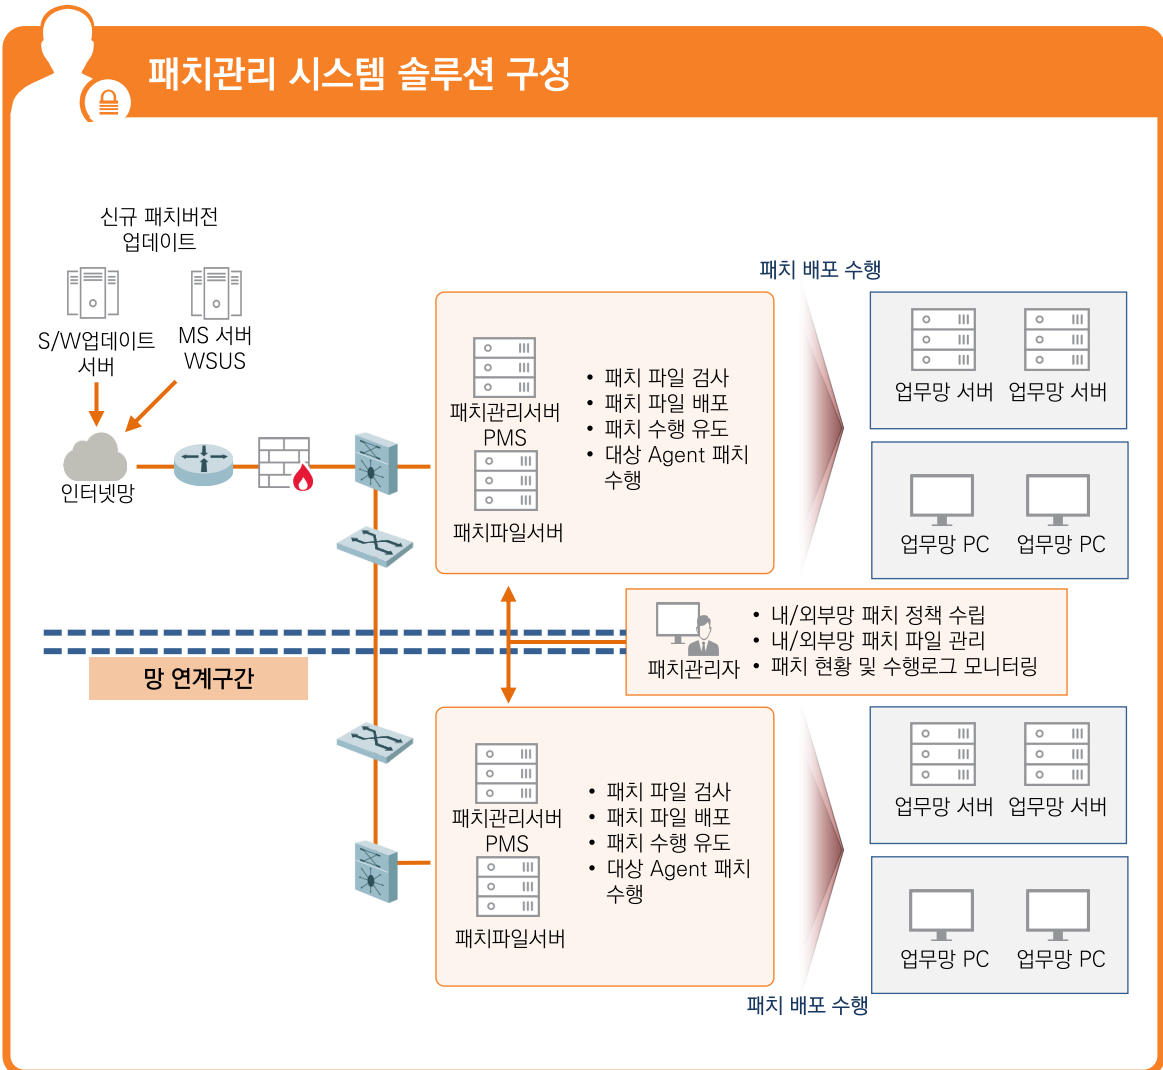 패치관리 시스템 솔루션 구성
신규 패치버전
업데이트
S/W업데이트
서버
MS 서버
WSUS
인터넷망
패치관리서버
PMS
패치파일서버
• 패치 파일 검사
• 패치 파일 배포
• 패치 수행 유도
• 대상 Agent 패치
수행
패치 배포 수행
업무망 서버
업무망 서버
업무망 PC
업무망 PC
망 연계구간
패치관리자
• 내/외부망 패치 정책 수립
• 내/외부망 패치 파일 관리
• 패치 현황 및 수행로그 모니터링
패치관리서버
PMS
패치파일서버
• 패치 파일 검사
• 패치 파일 배포
• 패치 수행 유도
• 대상 Agent 패치
수행
업무망 서버
업무망 서버
업무망 PC
업무망 PC
패치 배포 수행